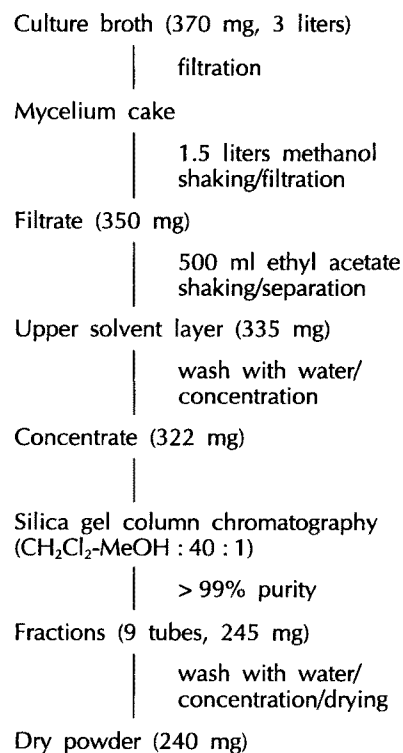 Culture broth (370 mg, 3 liters)
filtration
Mycelium cake
1.5 liters methanol
shaking/filtration
Filtrate (350 mg)
500 ml ethyl acetate
shaking/separation
Upper solvent layer (335 mg)
wash with water/
concentration
Concentrate (322 mg)
Silica gel column chromatography
(CH₂Cl₂-MeOH : 40 : 1)
> 99% purity
Fractions (9 tubes, 245 mg)
wash with water/
concentration/drying
Dry powder (240 mg)